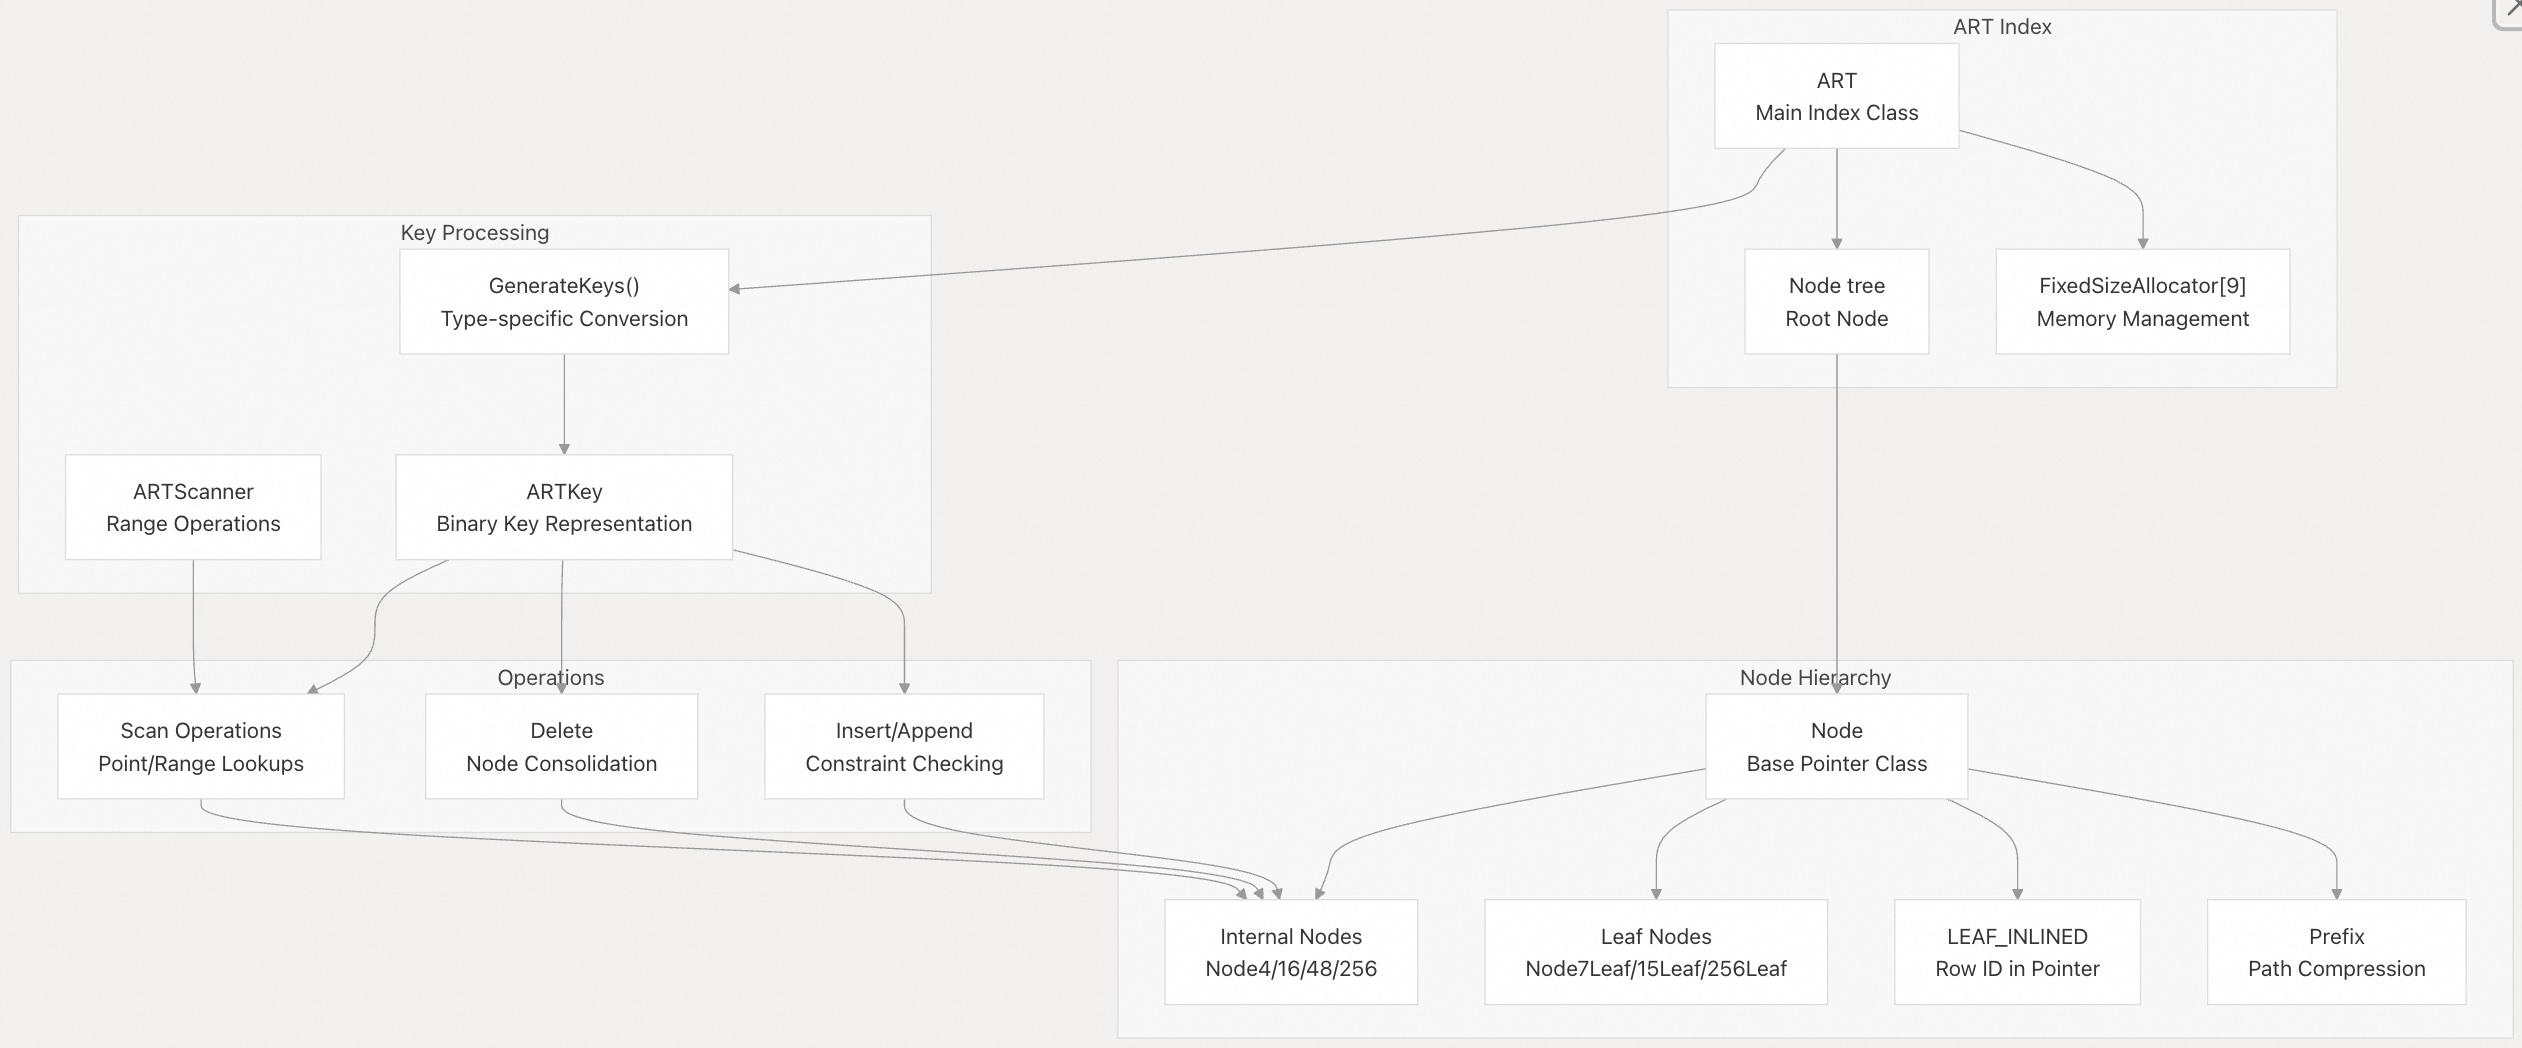 ART Index
ART
Main Index Class
Key Processing
GenerateKeys()
Type-specific Conversion
Node tree
Root Node
FixedSizeAllocator[9]
Memory Management
ARTScanner
Range Operations
ARTKey
Binary Key Representation
Operations
Scan Operations
Point/Range Lookups
Delete
Node Consolidation
Insert/Append
Constraint Checking
Node Hierarchy
Node
Base Pointer Class
Internal Nodes
Node4/16/48/256
Leaf Nodes
Node7Leaf/15Leaf/256Leaf
LEAF_INLINED
Row ID in Pointer
Prefix
Path Compression